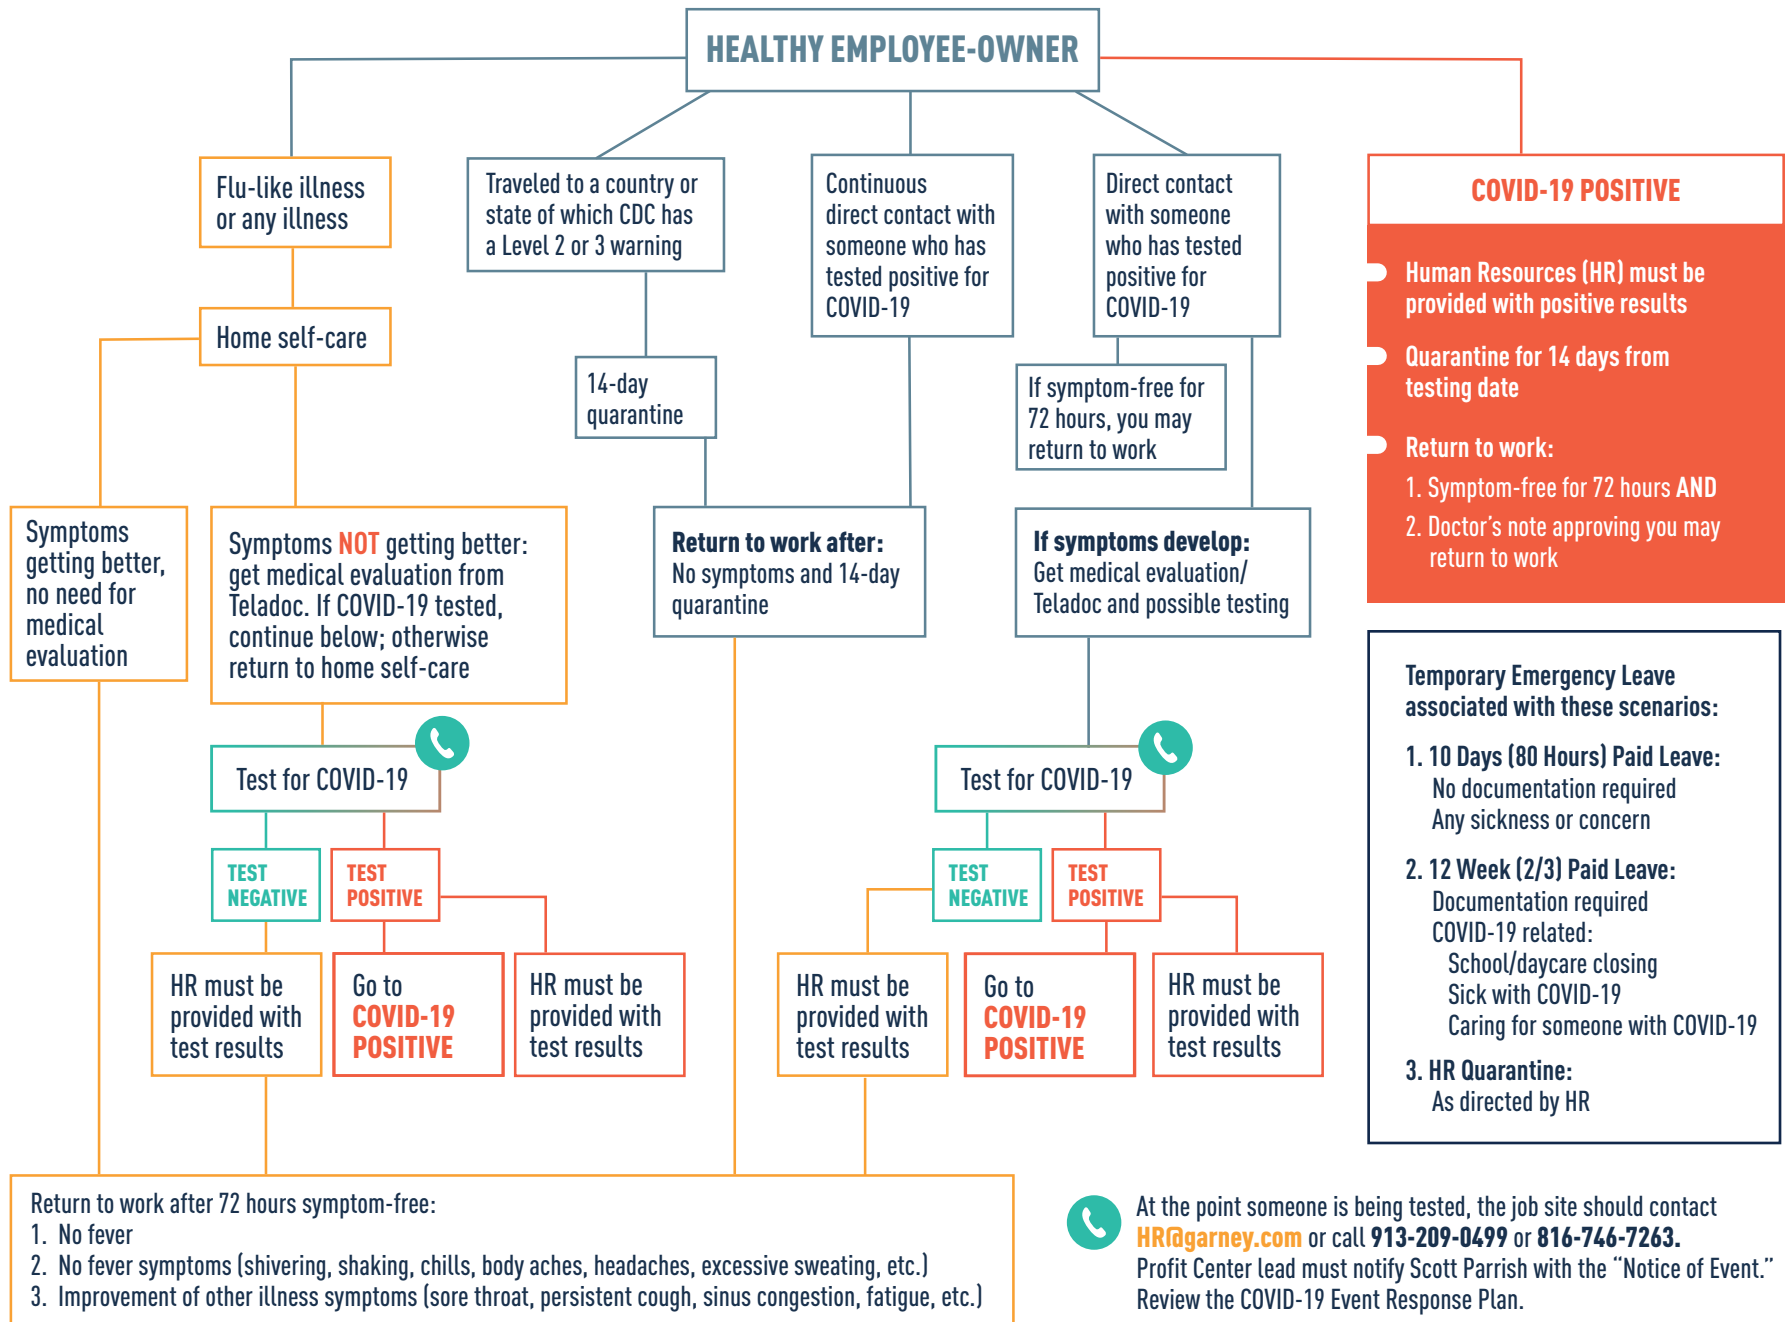 HEALTHY EMPLOYEE-OWNER
Flu-like illness
or any illness
Home self-care
Symptoms
getting better,
no need for
medical
evaluation
Symptoms NOT getting better:
get medical evaluation from
Teladoc. If COVID-19 tested,
continue below; otherwise
return to home self-care
Test for COVID-19
TEST
NEGATIVE
TEST
POSITIVE
HR must be
provided with
test results
Go to
COVID-19
POSITIVE
HR must be
provided with
test results
Traveled to a country or
state of which CDC has
a Level 2 or 3 warning
14-day
quarantine
Continuous
direct contact with
someone who has
tested positive for
COVID-19
Return to work after:
No symptoms and 14-day
quarantine
Direct contact
with someone
who has tested
positive for
COVID-19
If symptom-free for
72 hours, you may
return to work
If symptoms develop:
Get medical evaluation/
Teladoc and possible testing
Test for COVID-19
TEST
NEGATIVE
TEST
POSITIVE
HR must be
provided with
test results
Go to
COVID-19
POSITIVE
HR must be
provided with
test results
COVID-19 POSITIVE
Human Resources (HR) must be
provided with positive results
Quarantine for 14 days from
testing date
Return to work:
1. Symptom-free for 72 hours AND
2. Doctor's note approving you may
return to work
Temporary Emergency Leave
associated with these scenarios:
1. 10 Days (80 Hours) Paid Leave:
No documentation required
Any sickness or concern
2. 12 Week (2/3) Paid Leave:
Documentation required
COVID-19 related:
School/daycare closing
Sick with COVID-19
Caring for someone with COVID-19
3. HR Quarantine:
As directed by HR
Return to work after 72 hours symptom-free:
1. No fever
2. No fever symptoms (shivering, shaking, chills, body aches, headaches, excessive sweating, etc.)
3. Improvement of other illness symptoms (sore throat, persistent cough, sinus congestion, fatigue, etc.)
At the point someone is being tested, the job site should contact
HR@garney.com or call 913-209-0499 or 816-746-7263.
Profit Center lead must notify Scott Parrish with the “Notice of Event.”
Review the COVID-19 Event Response Plan.